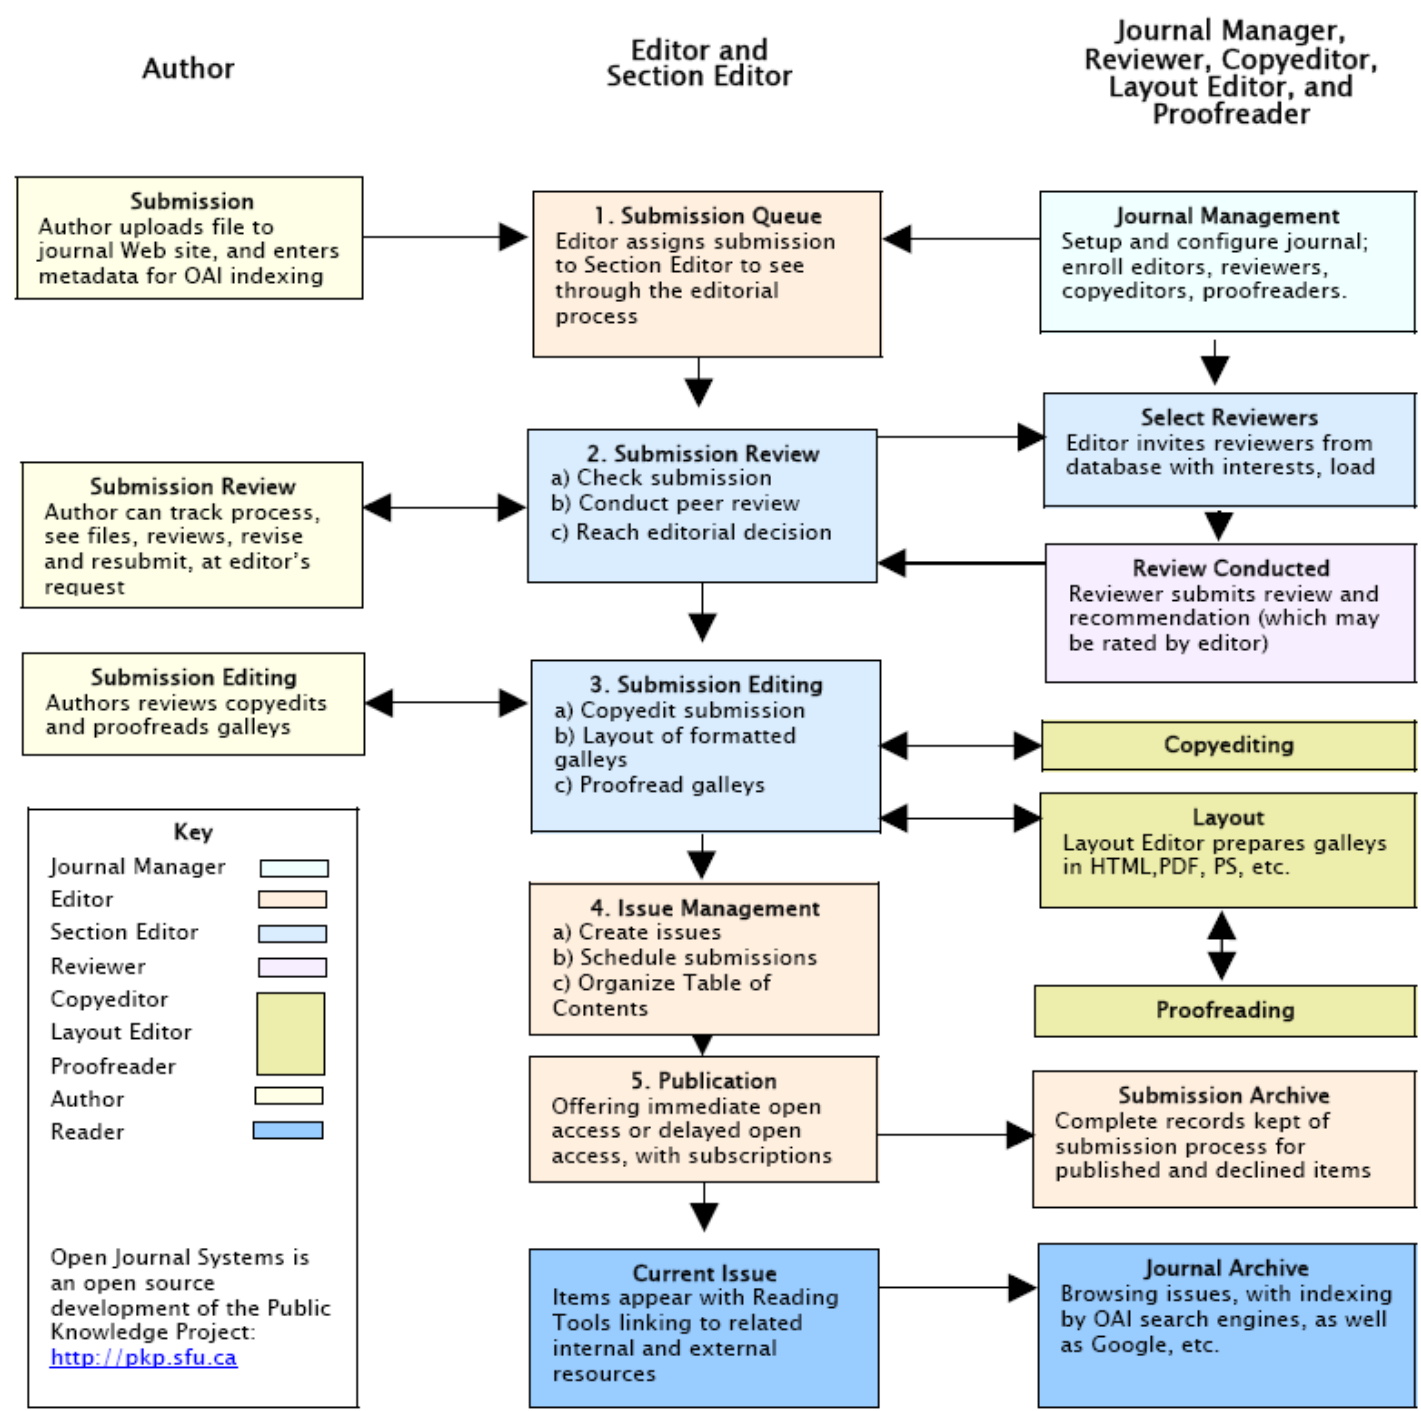 Author
Editor and
Section Editor
Journal Manager,
Reviewer, Copyeditor,
Layout Editor, and
Proofreader
Submission
Author uploads file to
journal Web site, and enters
metadata for OAI indexing
1. Submission Queue
Editor assigns submission
to Section Editor to see
through the editorial
process
Journal Management
Setup and configure journal;
enroll editors, reviewers,
copyeditors, proofreaders.
Select Reviewers
Editor invites reviewers from
database with interests, load
Submission Review
Author can track process,
see files, reviews, revise
and resubmit, at editor's
request
2. Submission Review
a) Check submission
b) Conduct peer review
c) Reach editorial decision
Review Conducted
Reviewer submits review and
recommendation (which may
be rated by editor)
Submission Editing
Authors reviews copyedits
and proofreads galleys
3. Submission Editing
a) Copyedit submission
b) Layout of formatted
galleys
c) Proofread galleys
Copyediting
Layout
Layout Editor prepares galleys
in HTML,PDF, PS, etc.
Proofreading
4. Issue Management
a) Create issues
b) Schedule submissions
c) Organize Table of
Contents
5. Publication
Offering immediate open
access or delayed open
access, with subscriptions
Submission Archive
Complete records kept of
submission process for
published and declined items
Current Issue
Items appear with Reading
Tools linking to related
internal and external
resources
Journal Archive
Browsing issues, with indexing
by OAI search engines, as well
as Google, etc.
Key
Journal Manager
Editor
Section Editor
Reviewer
Copyeditor
Layout Editor
Proofreader
Author
Reader
Open Journal Systems is
an open source
development of the Public
Knowledge Project:
http://pkp.sfu.ca